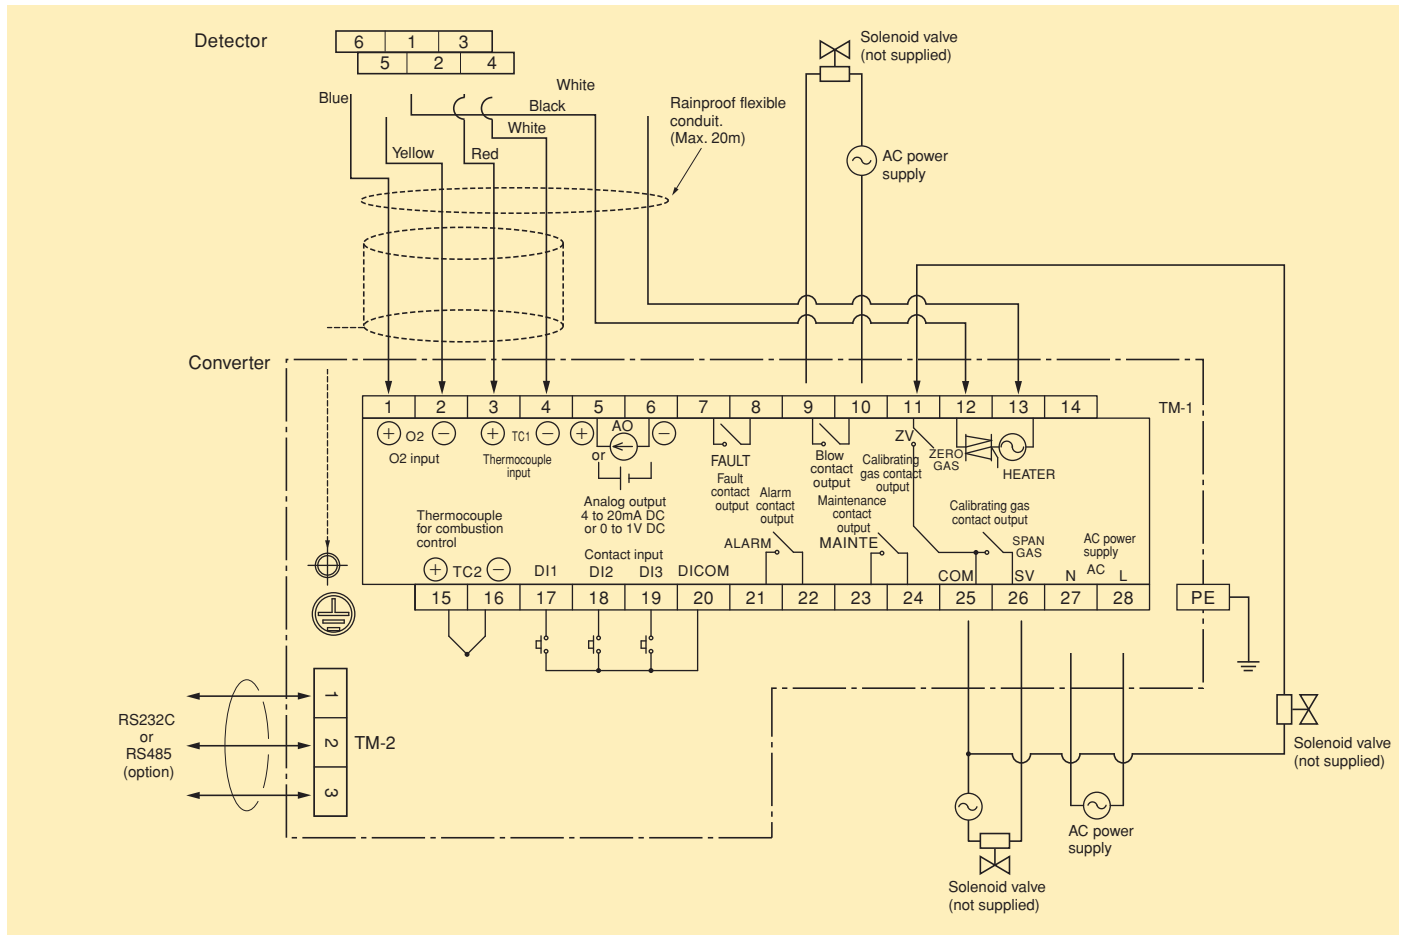 Detector
6 1 3
5 2 4
Blue
Yellow
White
Black
White
Red
Rainproof flexible
conduit.
(Max. 20m)
Solenoid valve
(not supplied)
AC power
supply
Converter
1 2 3 4 5 6 7 8 9 10 11 12 13 14
TM-1
O2
O2 input
TC1
Thermocouple
input
AO
or
Analog output
4 to 20mA DC
or 0 to 1V DC
FAULT
Fault
contact
output
Alarm
contact
output
ALARM
Blow
contact
output
Maintenance
contact
output
MAINTE
ZV
ZERO
GAS
Calibrating
gas contact
output
HEATER
Calibrating gas
contact output
SPAN
GAS
COM
SV
AC power
supply
AC
N
L
Thermocouple
for combustion
control
TC2
Contact input
DI1 DI2 DI3 DICOM
15 16 17 18 19 20 21 22 23 24 25 26 27 28
PE
1
2
3
TM-2
RS232C
or
RS485
(option)
Solenoid valve
(not supplied)
AC power
supply
Solenoid valve
(not supplied)